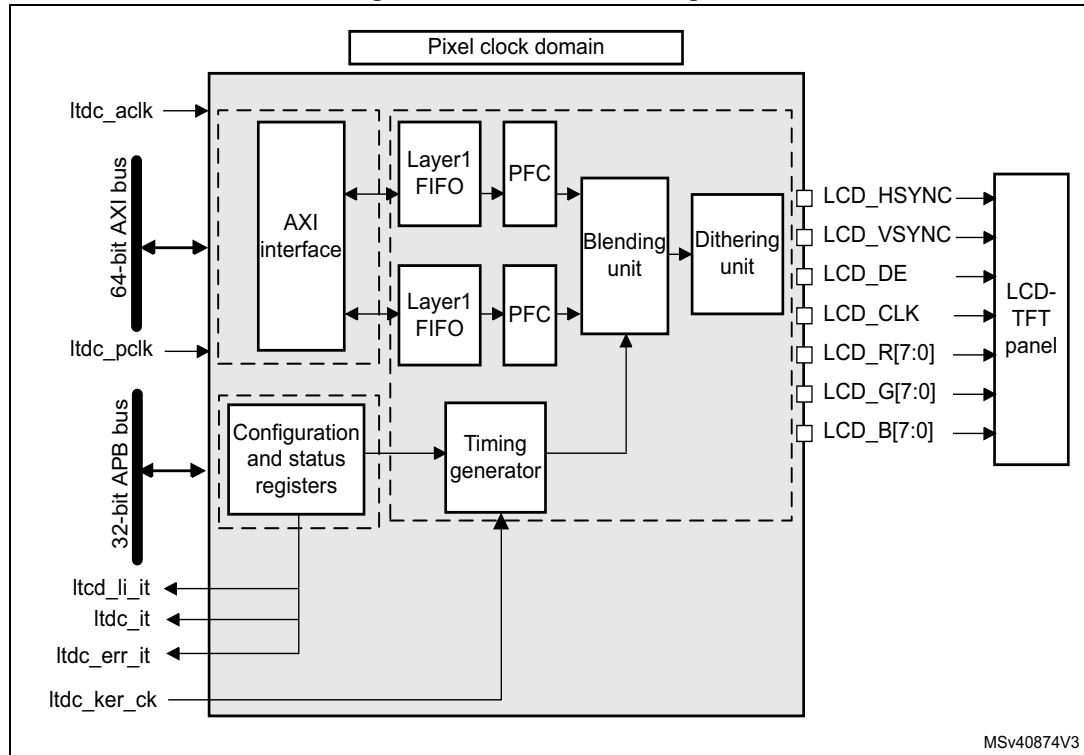 Pixel clock domain
ltdc_aclk
64-bit AXI bus
ltdc_pclk
32-bit APB bus
ltcd_li_it
ltdc_it
ltdc_err_it
ltdc_ker_ck
AXI
interface
Layer1
FIFO
PFC
Layer1
FIFO
PFC
Blending
unit
Dithering
unit
Configuration
and status
registers
Timing
generator
LCD_HSYNC
LCD_VSYNC
LCD_DE
LCD_CLK
LCD_R[7:0]
LCD_G[7:0]
LCD_B[7:0]
LCD-
TFT
panel
MSv40874V3